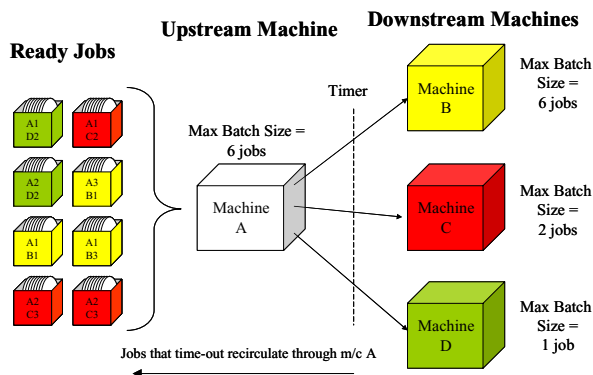 Upstream Machine
Downstream Machines
Ready Jobs
A1
D2
A1
C2
A2
D2
A3
B1
A1
B1
A1
B3
A2
C3
A2
C3
Max Batch Size =
6 jobs
Machine
A
Timer
Machine
B
Max Batch
Size =
6 jobs
Machine
C
Max Batch
Size =
2 jobs
Machine
D
Max Batch
Size =
1 job
Jobs that time-out recirculate through m/c A